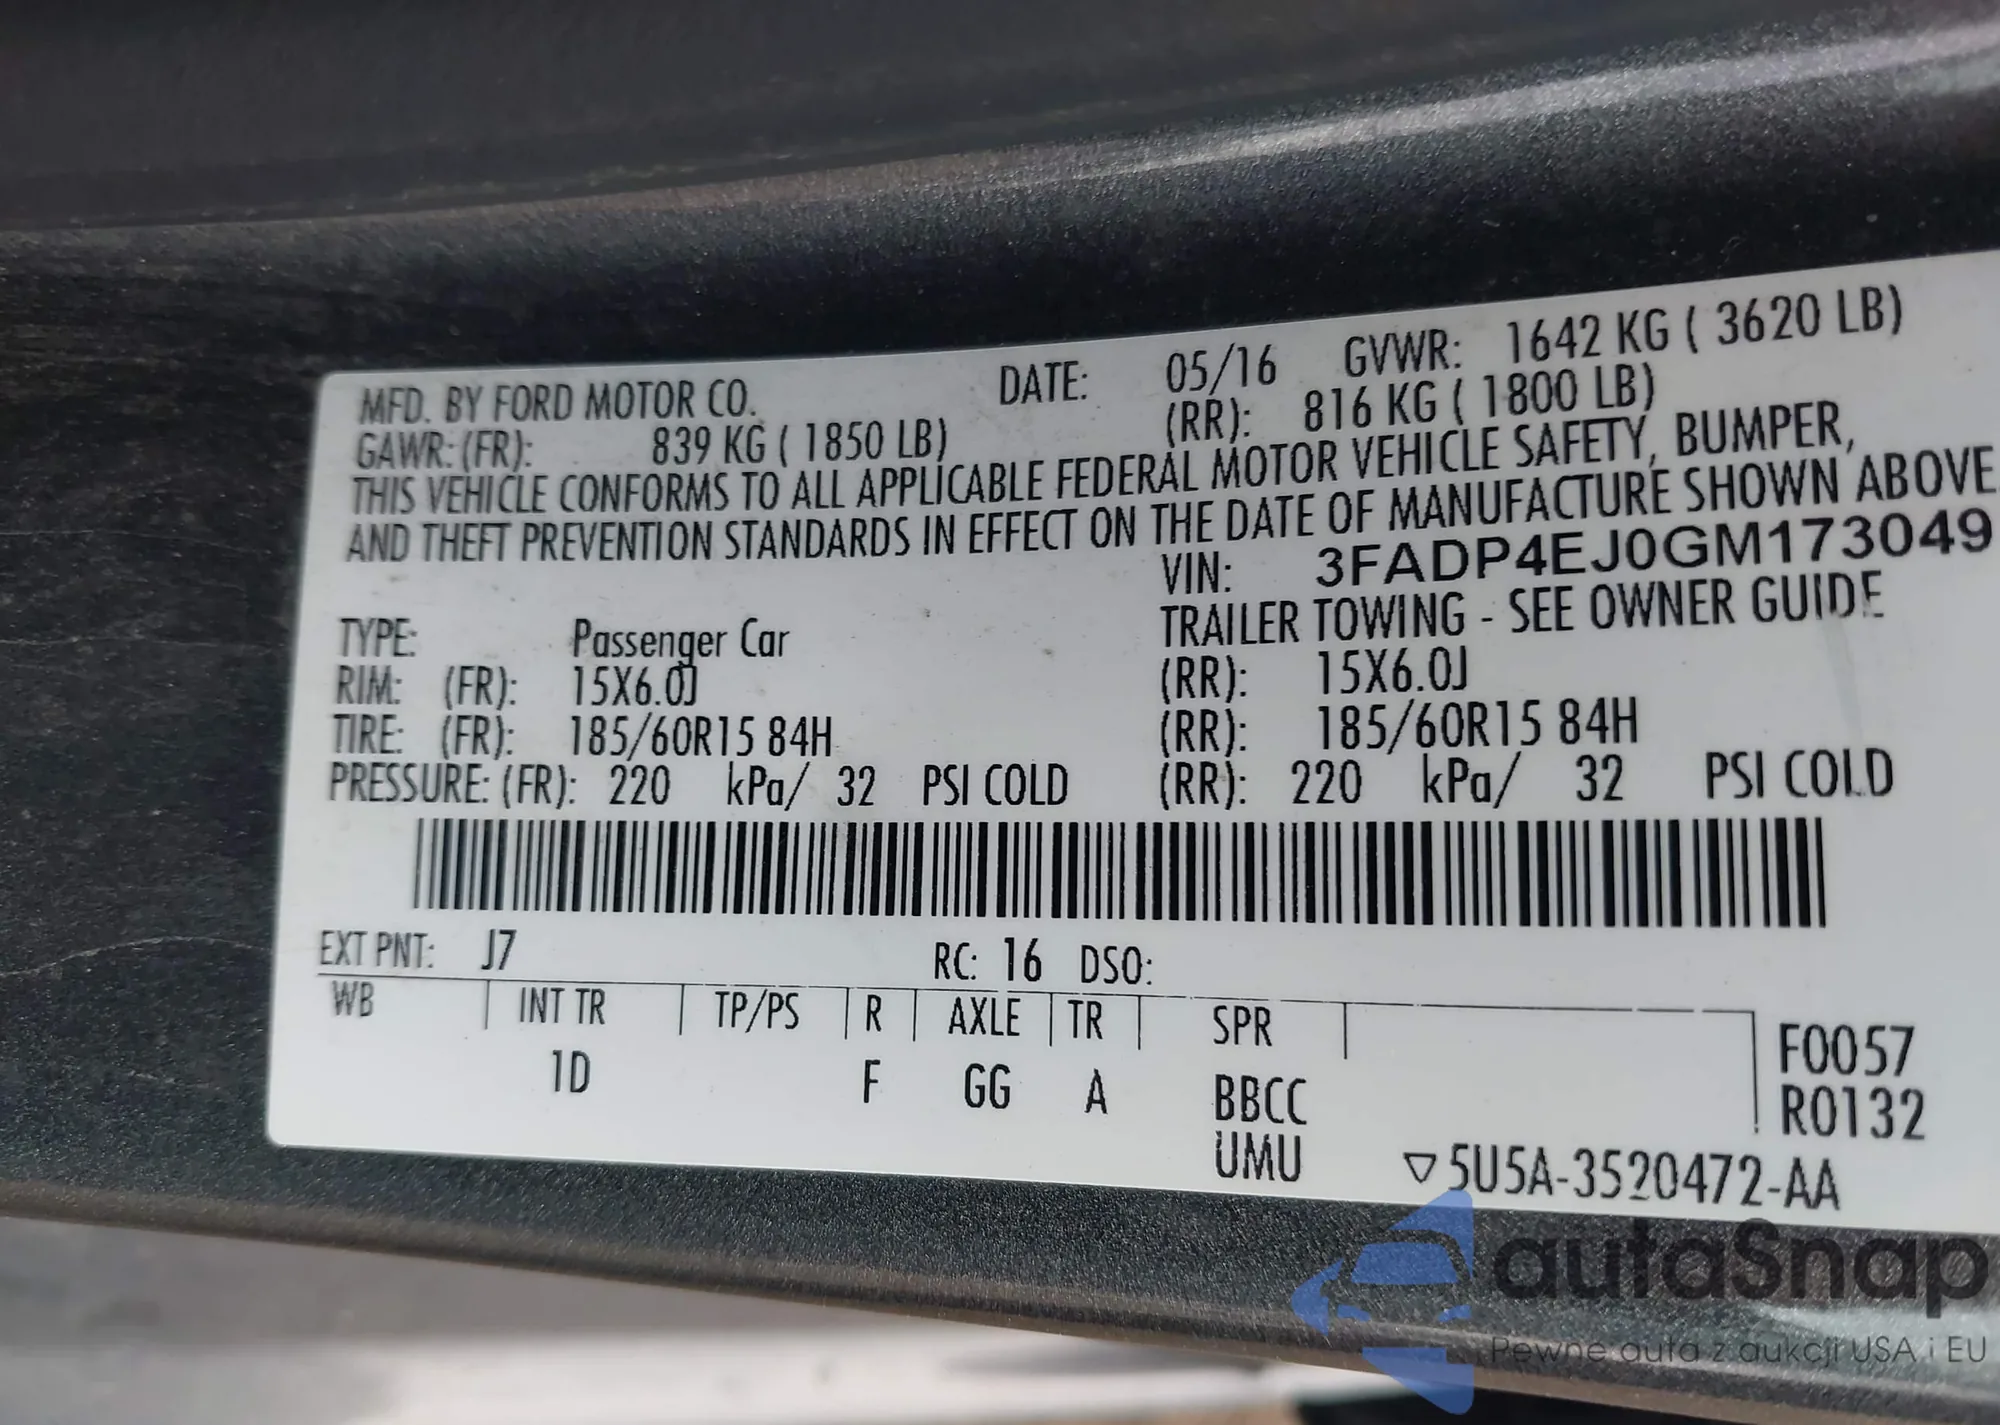 MFD. BY FORD MOTOR CO. DATE: 05/16 GVWR: 1642 KG ( 3620 LB)
GAWR: (FR): 839 KG ( 1850 LB) (RR): 816 KG ( 1800 LB)
THIS VEHICLE CONFORMS TO ALL APPLICABLE FEDERAL MOTOR VEHICLE SAFETY, BUMPER,
AND THEFT PREVENTION STANDARDS IN EFFECT ON THE DATE OF MANUFACTURE SHOWN ABOVE
VIN: 3FADP4EJ0GM173049
TYPE: Passenger Car TRAILER TOWING - SEE OWNER GUIDE
RIM: (FR): 15X6.0J (RR): 15X6.0J
TIRE: (FR): 185/60R15 84H (RR): 185/60R15 84H
PRESSURE: (FR): 220 kPa/ 32 PSI COLD (RR): 220 kPa/ 32 PSI COLD
EXT PNT: J7 RC: 16 DSO:
WB INT TR TP/PS R AXLE TR SPR F0057
1D F GG A BBCC R0132
UMU ▽5U5A-3520472-AA
autoSnap
Pewne auta z aukcji USA i EU